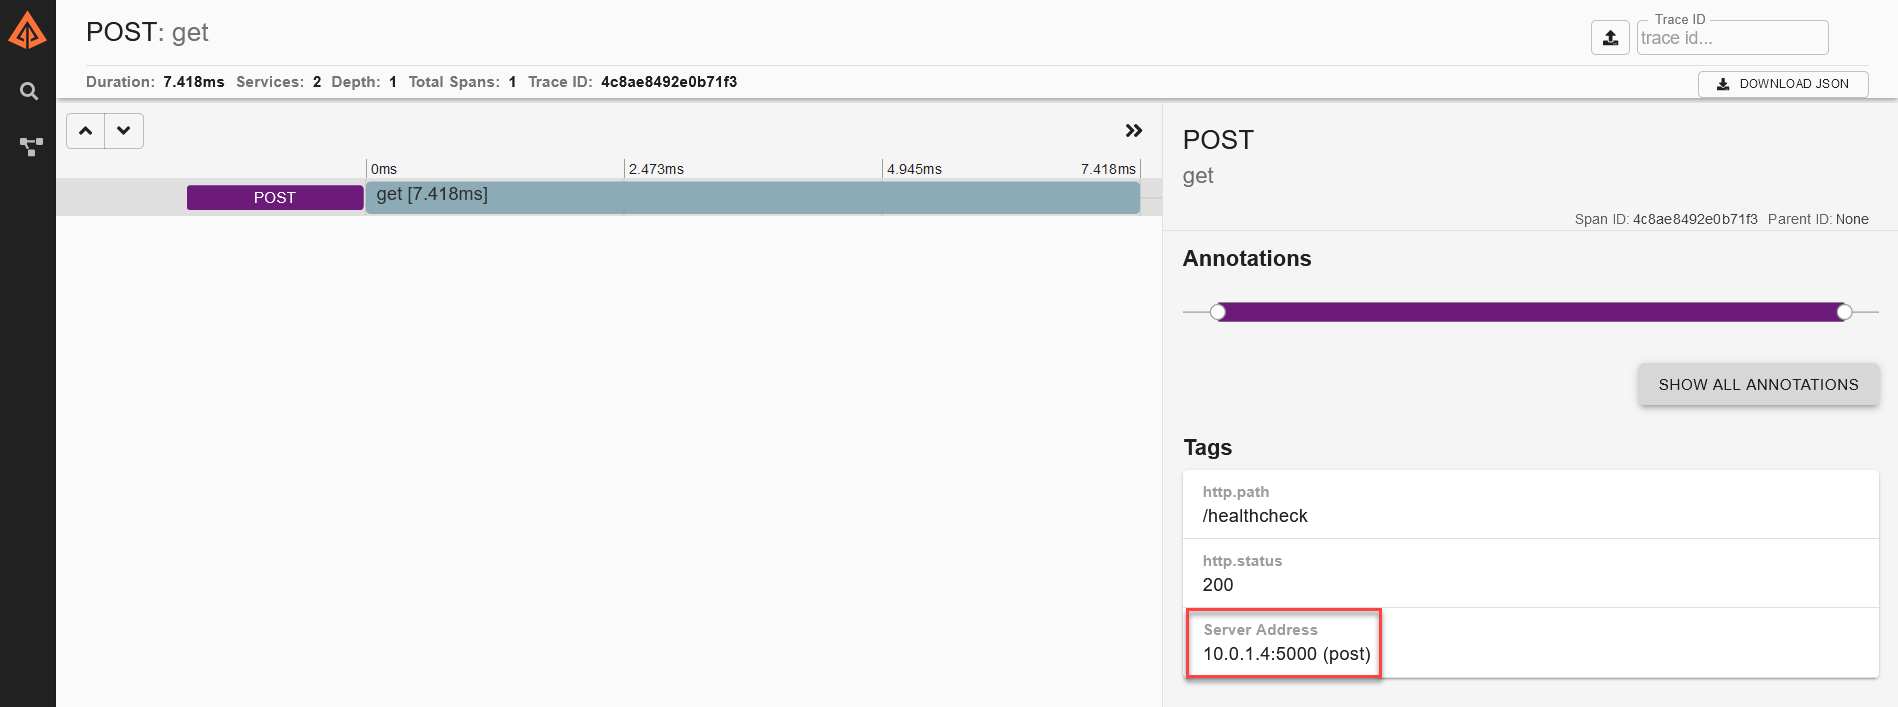 POST: get
Trace ID
trace id...
Duration: 7.418ms Services: 2 Depth: 1 Total Spans: 1 Trace ID: 4c8ae8492e0b71f3
DOWNLOAD JSON
0ms 2.473ms 4.945ms 7.418ms
POST get [7.418ms]
POST
get
Span ID: 4c8ae8492e0b71f3 Parent ID: None
Annotations
SHOW ALL ANNOTATIONS
Tags
http.path
/healthcheck
http.status
200
Server Address
10.0.1.4:5000 (post)